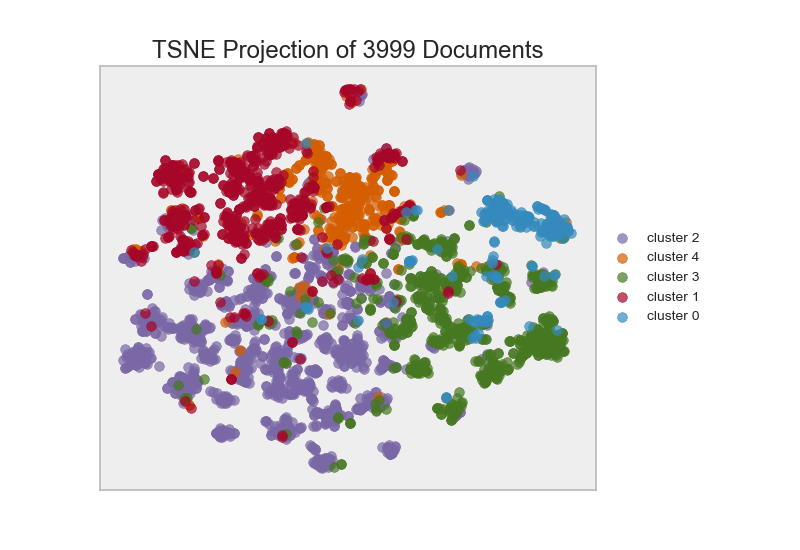 TSNE Projection of 3999 Documents
cluster 2
cluster 4
cluster 3
cluster 1
cluster 0